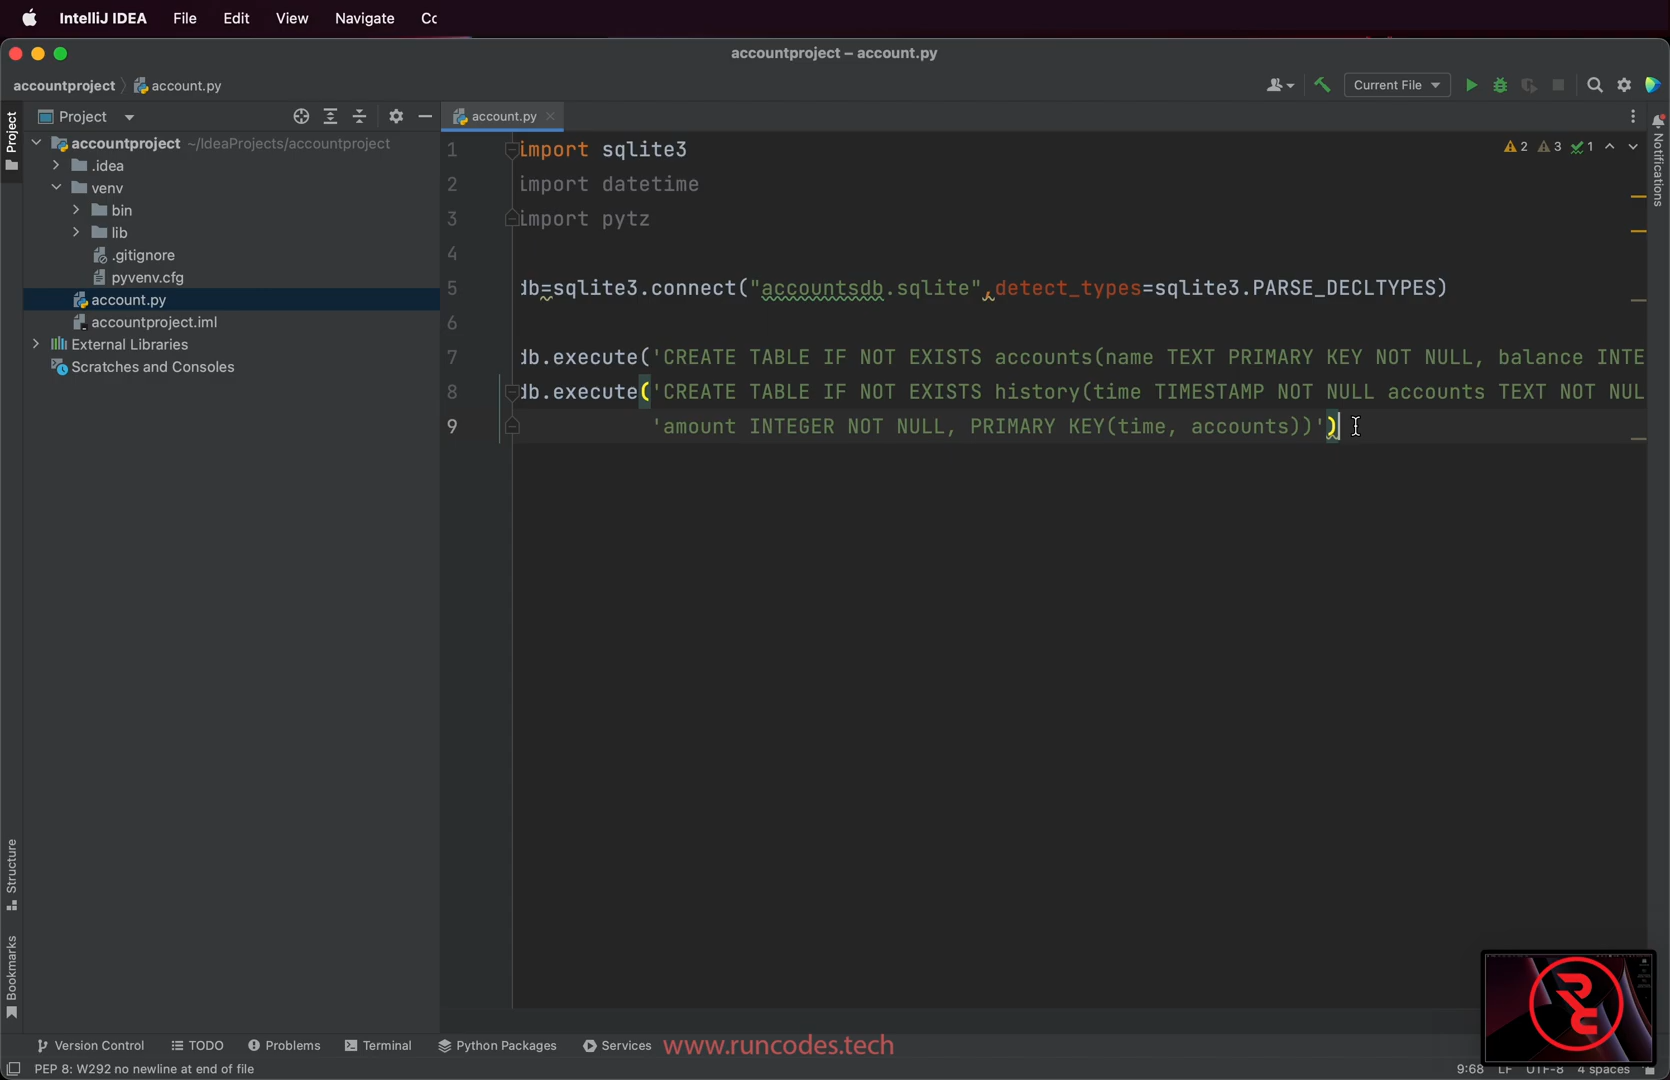 IntelliJ IDEA File Edit View Navigate Cc
accountproject – account.py
accountproject account.py Current File
Project
account.py
accountproject ~/IdeaProjects/accountproject
.idea
venv
bin
lib
.gitignore
pyvenv.cfg
account.py
accountproject.iml
External Libraries
Scratches and Consoles
2 3 1
1 import sqlite3
2 import datetime
3 import pytz
4
5 db=sqlite3.connect("accountsdb.sqlite",detect_types=sqlite3.PARSE_DECLTYPES)
6
7 db.execute('CREATE TABLE IF NOT EXISTS accounts(name TEXT PRIMARY KEY NOT NULL, balance INTE
8 db.execute('CREATE TABLE IF NOT EXISTS history(time TIMESTAMP NOT NULL accounts TEXT NOT NUL
9 'amount INTEGER NOT NULL, PRIMARY KEY(time, accounts))')
Project
Structure
Bookmarks
Notifications
Version Control TODO Problems Terminal Python Packages Services www.runcodes.tech
PEP 8: W292 no newline at end of file 9:68 LF UTF-8 4 spaces